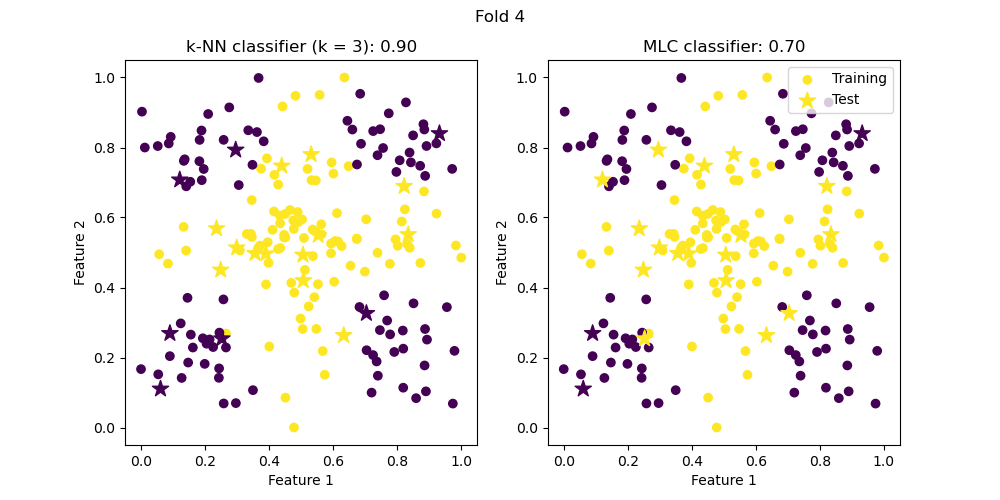 Fold 4
k-NN classifier (k = 3): 0.90
1.0
0.8
0.6
0.4
0.2
0.0
Feature 2
0.0 0.2 0.4 0.6 0.8 1.0
Feature 1
MLC classifier: 0.70
Training
Test
1.0
0.8
0.6
0.4
0.2
0.0
Feature 2
0.0 0.2 0.4 0.6 0.8 1.0
Feature 1